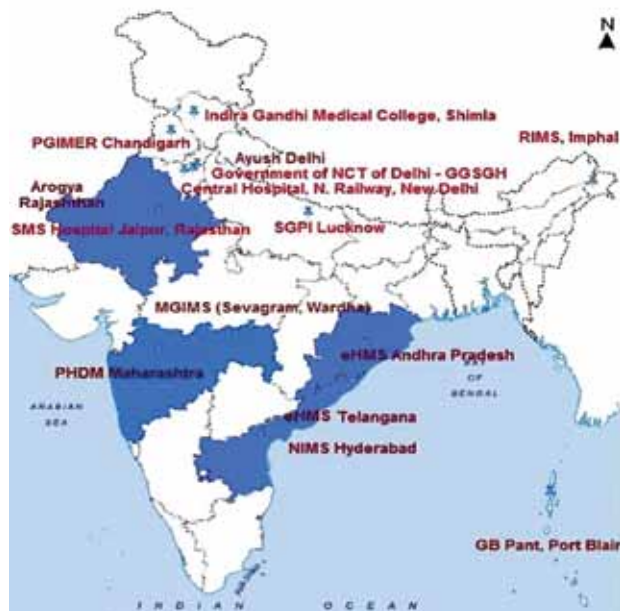 N
Indira Gandhi Medical College, Shimla
PGIMER Chandigarh
RIMS, Imphal
Ayush Delhi
Government of NCT of Delhi - GGSGH
Central Hospital, N. Railway, New Delhi
Arogya
Rajashthan
SMS Hospital Jaipur, Rajasthan
SGPI Lucknow
MGIMS (Sevagram, Wardha)
eHMS Andhra Pradesh
PHDM Maharashtra
OF
BENGAL
ARABIAN
SEA
eHMS Telangana
NIMS Hyderabad
GB Pant, Port Blair
INDIAN OCEAN